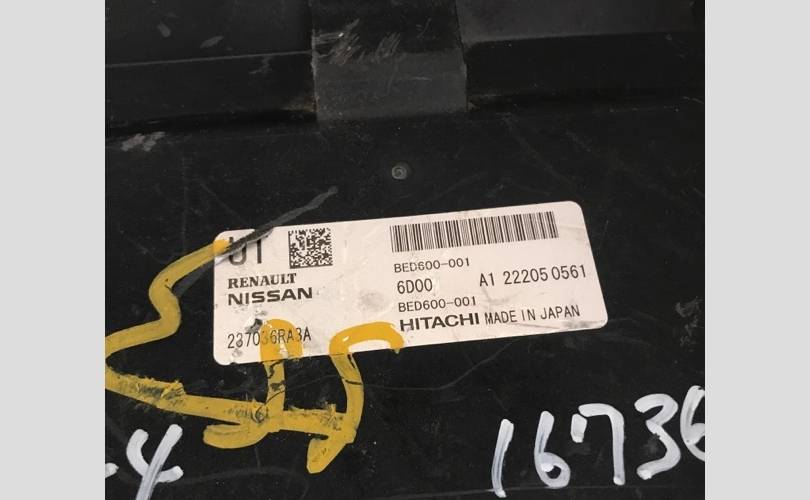 U1
RENAULT
NISSAN
237036RA3A
BED600-001
6D00 A1 222050561
BED600-001
HITACHI MADE IN JAPAN
16736